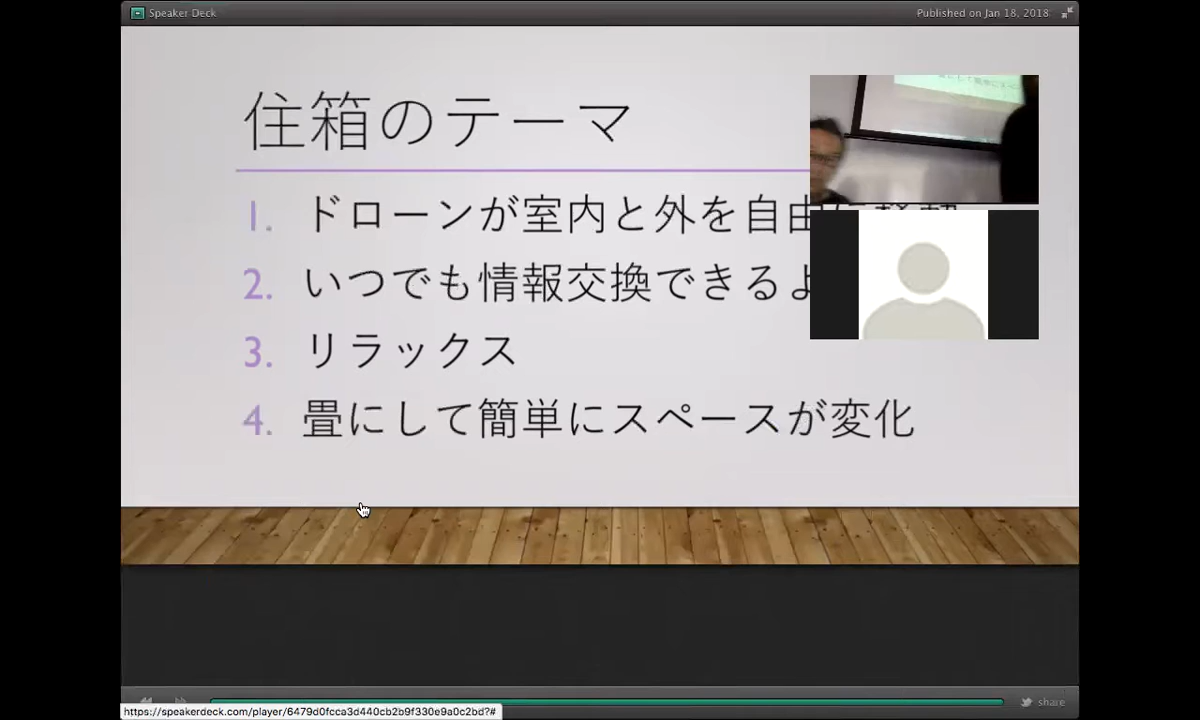 Speaker Deck
Published on Jan 18, 2018
住箱のテーマ
1. ドローンが室内と外を自由
2. いつでも情報交換できるよ
3. リラックス
4. 畳にして簡単にスペースが変化
share
https://speakerdeck.com/player/6479d0fcca3d440cb2b9f330e9a0c2bd?#